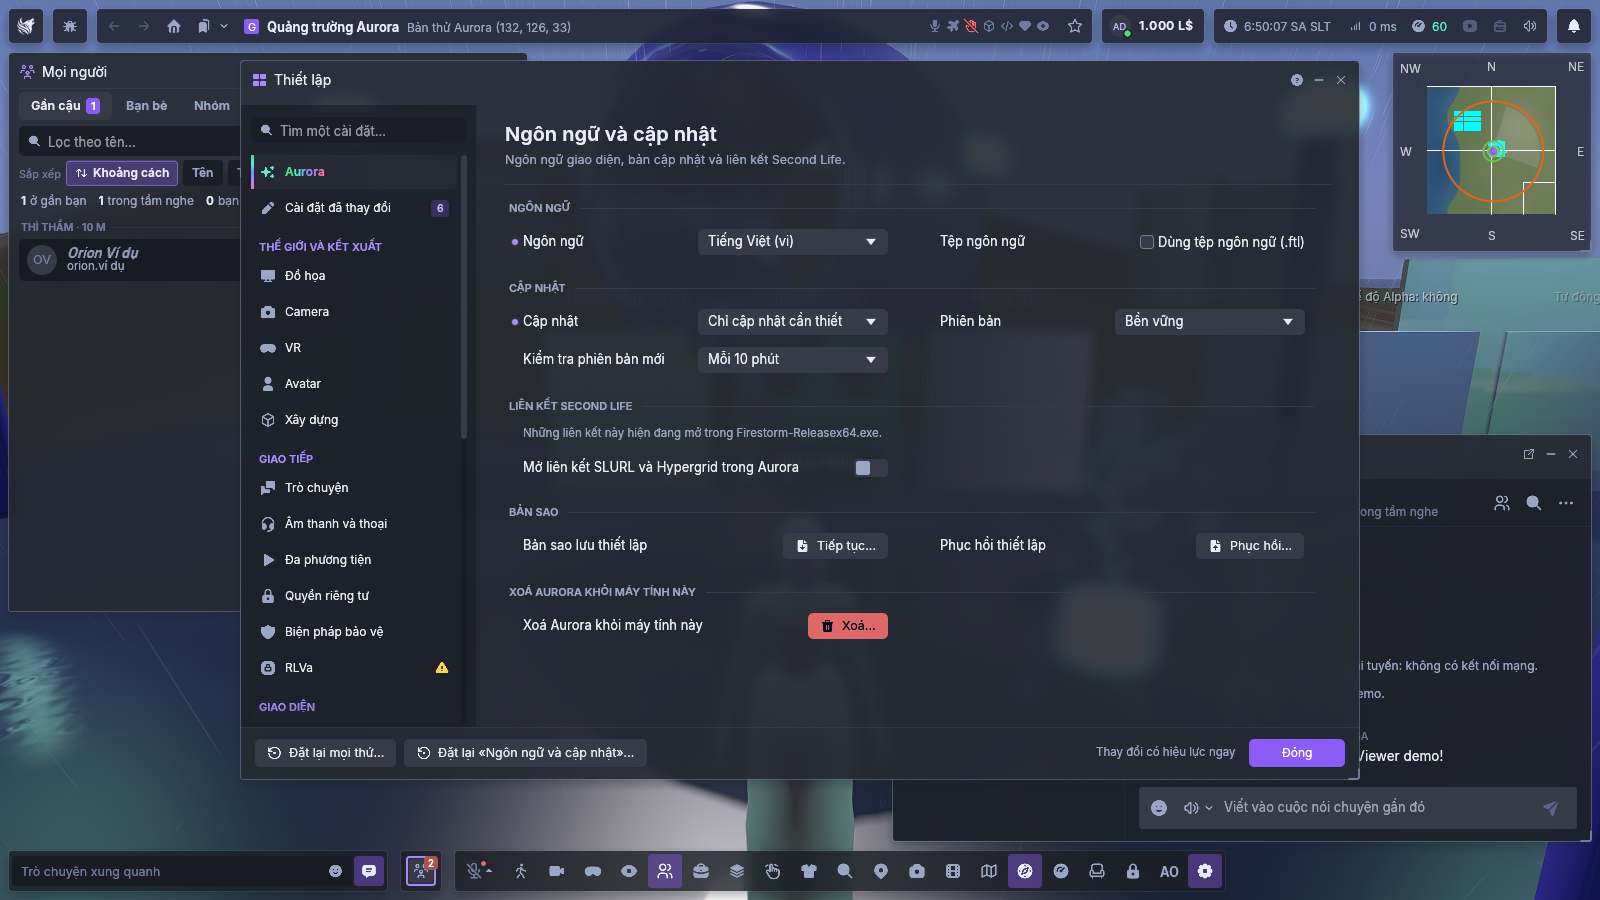 Quảng trường Aurora Bản thử Aurora (132, 126, 33)
AD 1.000 L$
6:50:07 SA SLT 0 ms 60
Mọi người
Gần cậu 1 Bạn bè Nhóm
Lọc theo tên...
Sắp xếp Khoảng cách Tên
1 ở gần bạn 1 trong tầm nghe 0 bạn
THÌ THẦM · 10 M
OV Orion Ví dụ
orion.ví dụ
Thiết lập
Tìm một cài đặt...
Aurora
Cài đặt đã thay đổi 6
THẾ GIỚI VÀ KẾT XUẤT
Đồ họa
Camera
VR
Avatar
Xây dựng
GIAO TIẾP
Trò chuyện
Âm thanh và thoại
Đa phương tiện
Quyền riêng tư
Biện pháp bảo vệ
RLVa
GIAO DIỆN
Ngôn ngữ và cập nhật
Ngôn ngữ giao diện, bản cập nhật và liên kết Second Life.
NGÔN NGỮ
Ngôn ngữ Tiếng Việt (vi) Tệp ngôn ngữ Dùng tệp ngôn ngữ (.ftl)
CẬP NHẬT
Cập nhật Chỉ cập nhật cần thiết Phiên bản Bền vững
Kiểm tra phiên bản mới Mỗi 10 phút
LIÊN KẾT SECOND LIFE
Những liên kết này hiện đang mở trong Firestorm-Releasex64.exe.
Mở liên kết SLURL và Hypergrid trong Aurora
BẢN SAO
Bản sao lưu thiết lập Tiếp tục... Phục hồi thiết lập Phục hồi...
XOÁ AURORA KHỎI MÁY TÍNH NÀY
Xoá Aurora khỏi máy tính này Xoá...
Đặt lại mọi thứ... Đặt lại «Ngôn ngữ và cập nhật»... Thay đổi có hiệu lực ngay Đóng
NW N NE
W E
SW S SE
độ Alpha: không Tự động
ong tầm nghe
i tuyến: không có kết nối mạng.
emo.
A
Viewer demo!
Viết vào cuộc nói chuyện gần đó
Trò chuyện xung quanh
2
AO